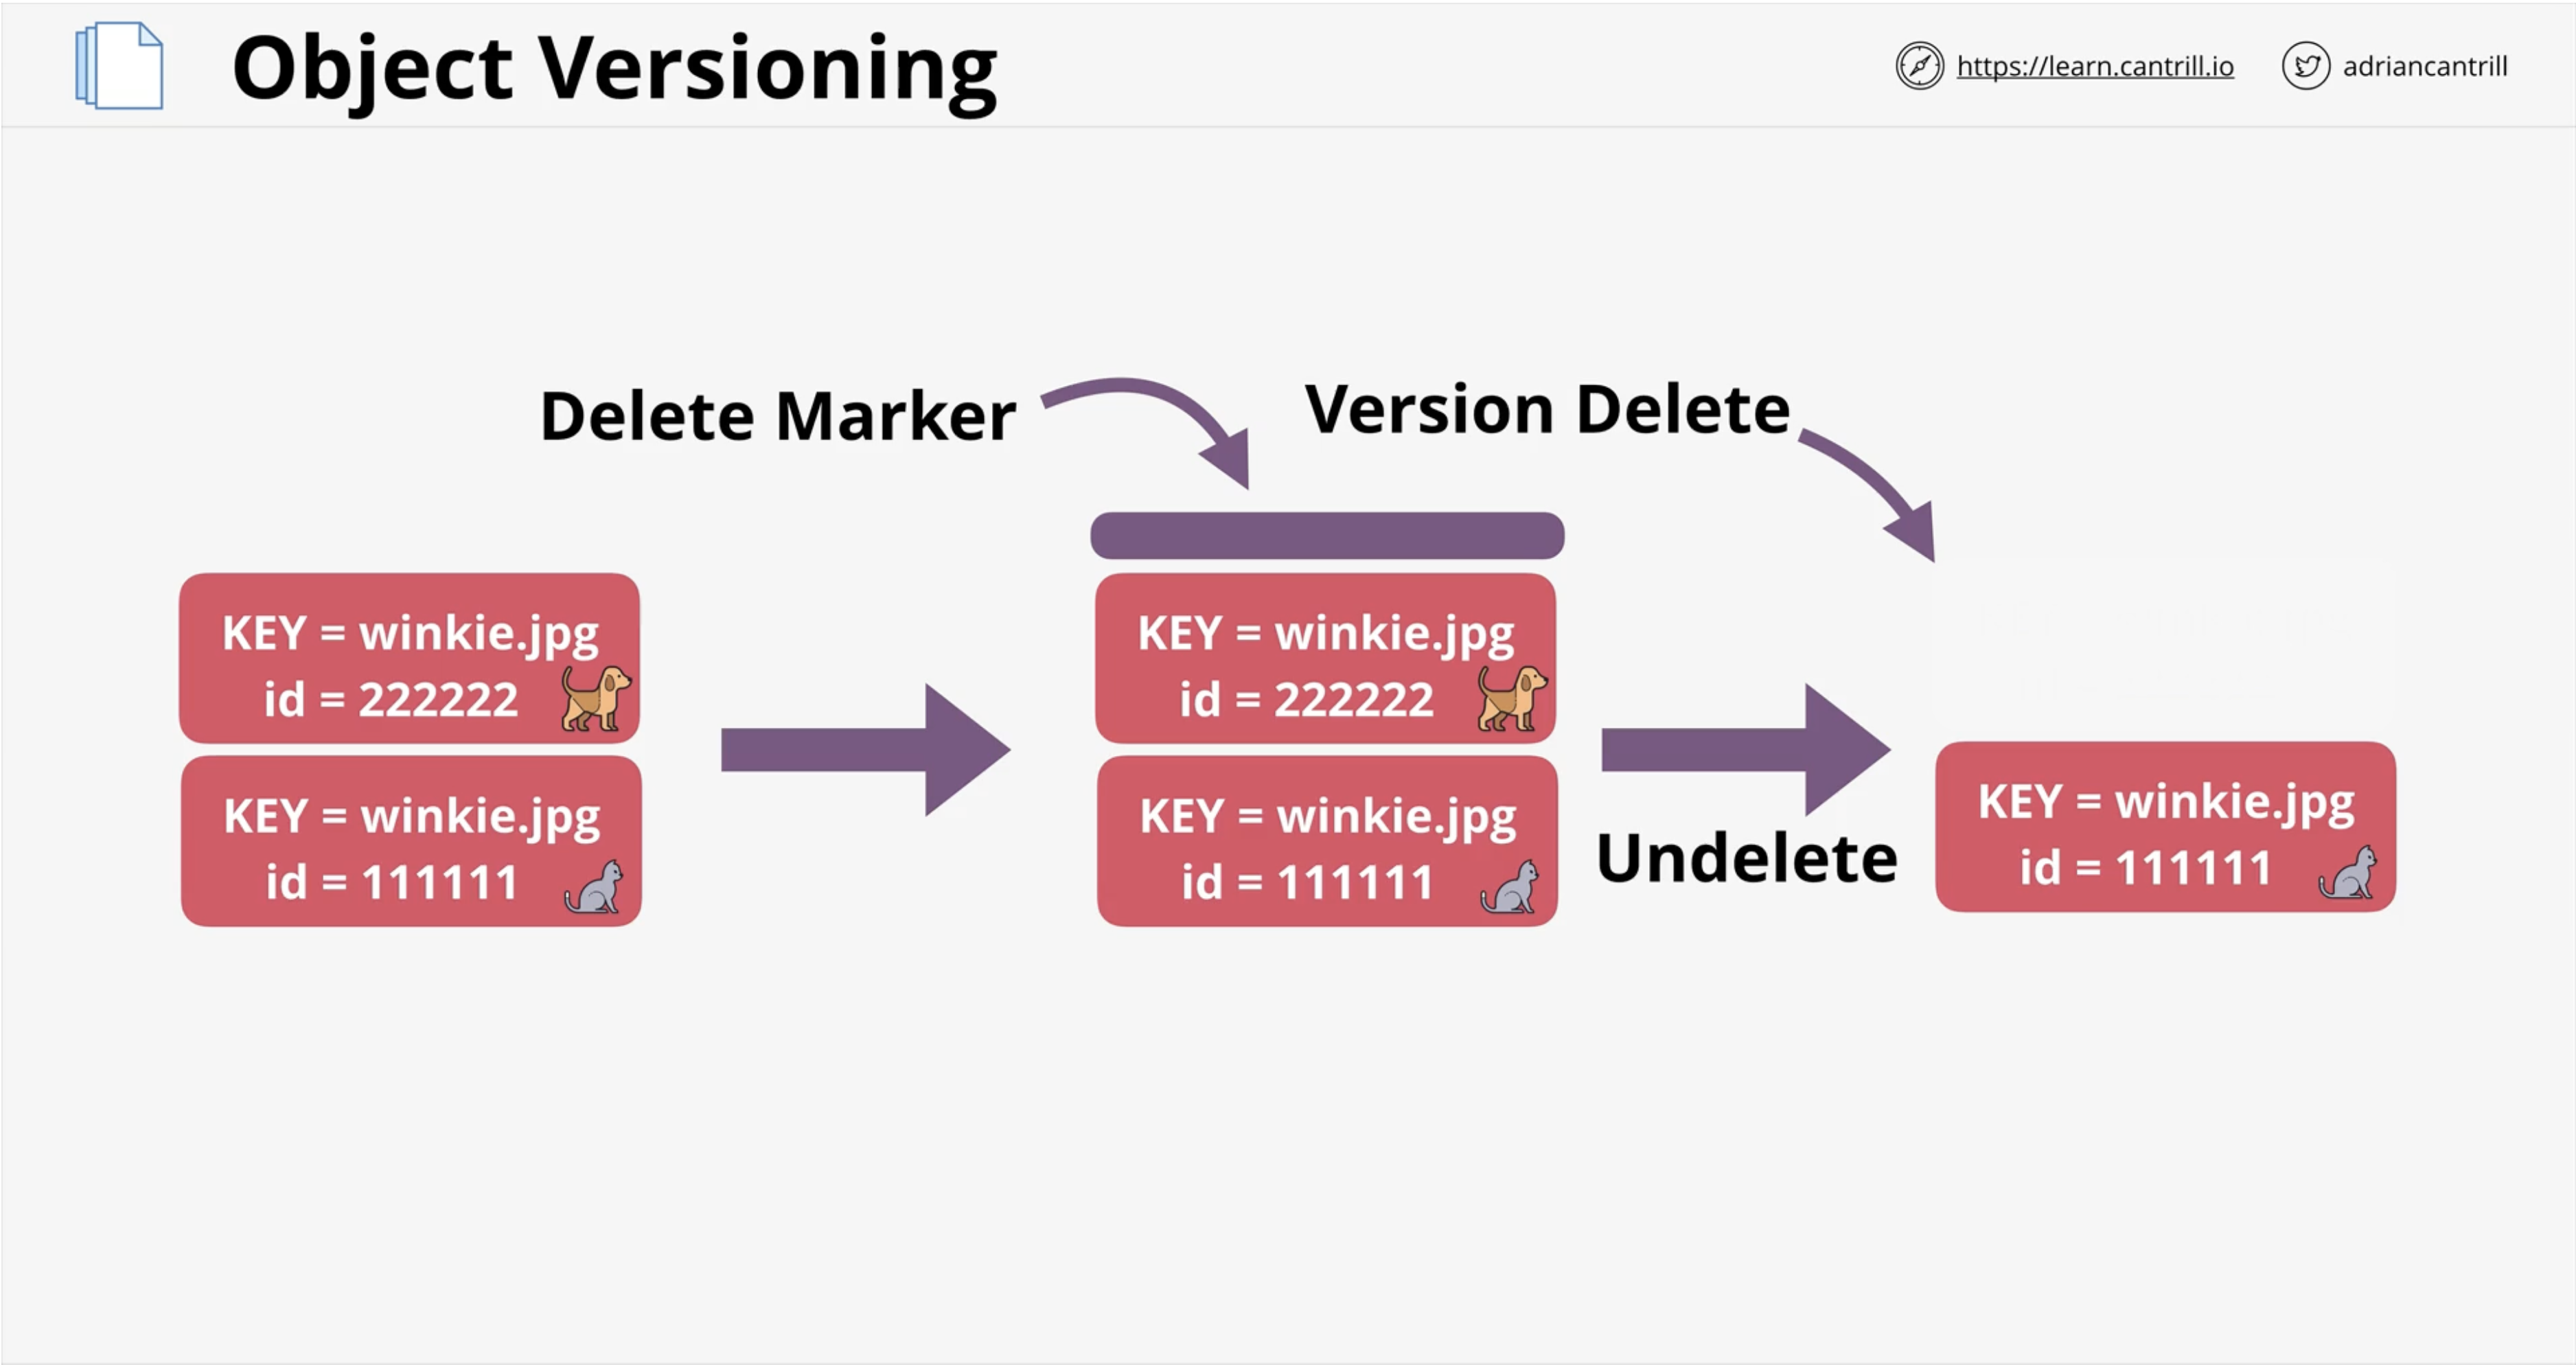 Object Versioning
https://learn.cantrill.io
adriancantrill
Delete Marker
Version Delete
KEY = winkie.jpg
id = 222222
KEY = winkie.jpg
id = 111111
KEY = winkie.jpg
id = 222222
KEY = winkie.jpg
id = 111111
Undelete
KEY = winkie.jpg
id = 111111